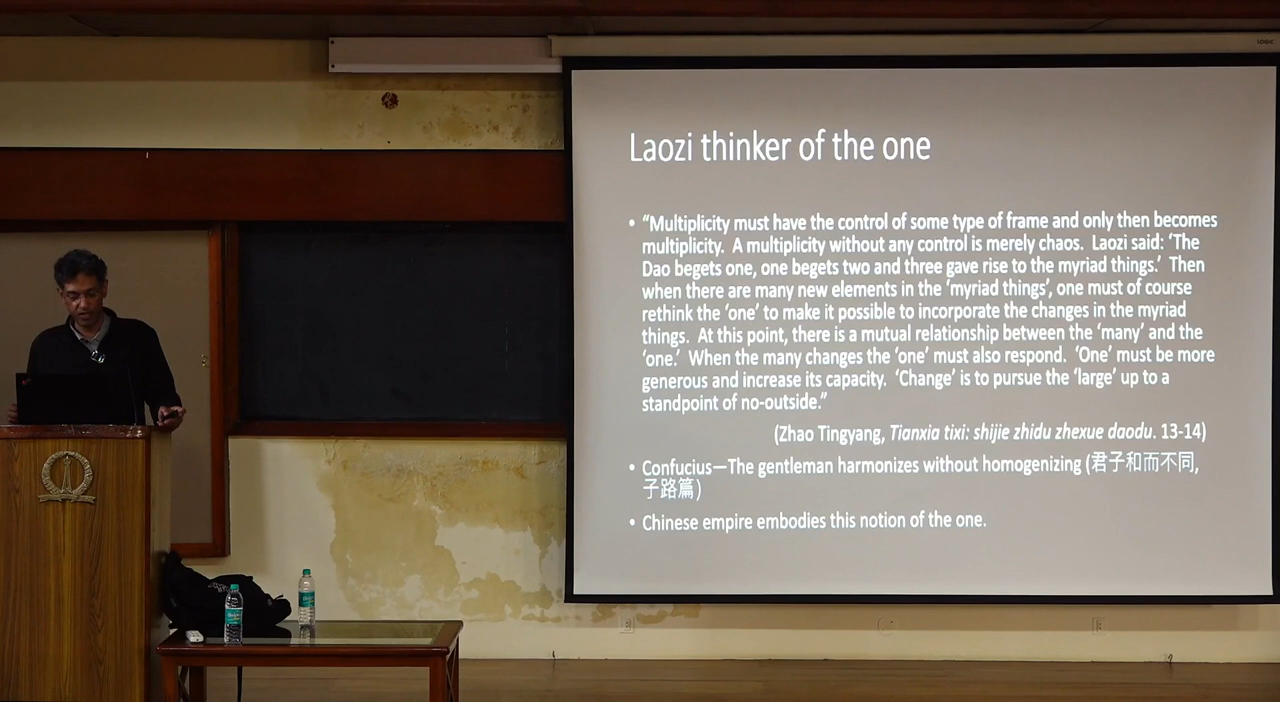 LOGIC
Laozi thinker of the one
• “Multiplicity must have the control of some type of frame and only then becomes
multiplicity. A multiplicity without any control is merely chaos. Laozi said: ‘The
Dao begets one, one begets two and three gave rise to the myriad things.’ Then
when there are many new elements in the ‘myriad things’, one must of course
rethink the ‘one’ to make it possible to incorporate the changes in the myriad
things. At this point, there is a mutual relationship between the ‘many’ and the
‘one.’ When the many changes the ‘one’ must also respond. ‘One’ must be more
generous and increase its capacity. ‘Change’ is to pursue the ‘large’ up to a
standpoint of no-outside.”
(Zhao Tingyang, Tianxia tixi: shijie zhidu zhexue daodu. 13-14)
• Confucius—The gentleman harmonizes without homogenizing (君子和而不同,
子路篇)
• Chinese empire embodies this notion of the one.